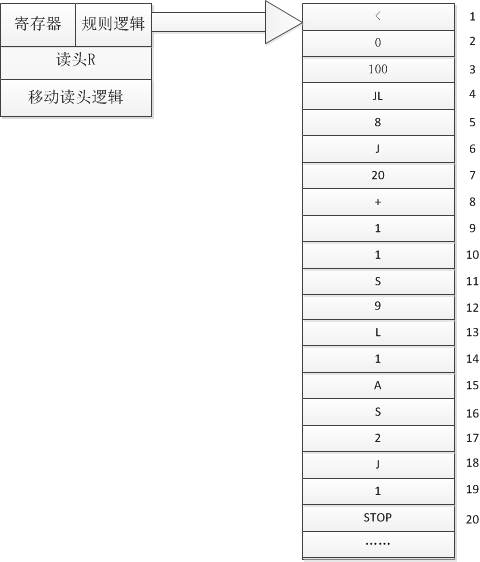 寄存器 规则逻辑
读头R
移动读头逻辑
< 1
0 2
100 3
JL 4
8 5
J 6
20 7
+ 8
1 9
1 10
S 11
9 12
L 13
1 14
A 15
S 16
2 17
J 18
1 19
STOP 20
……